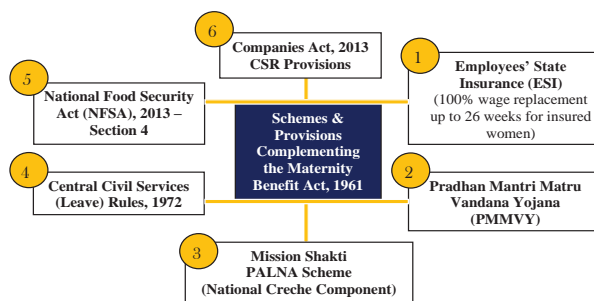 6
Companies Act, 2013
CSR Provisions
1
Employees' State
Insurance (ESI)
(100% wage replacement
up to 26 weeks for insured
women)
5
National Food Security
Act (NFSA), 2013 –
Section 4
Schemes &
Provisions
Complementing
the Maternity
Benefit Act, 1961
4
Central Civil Services
(Leave) Rules, 1972
2
Pradhan Mantri Matru
Vandana Yojana
(PMMVY)
3
Mission Shakti
PALNA Scheme
(National Creche Component)